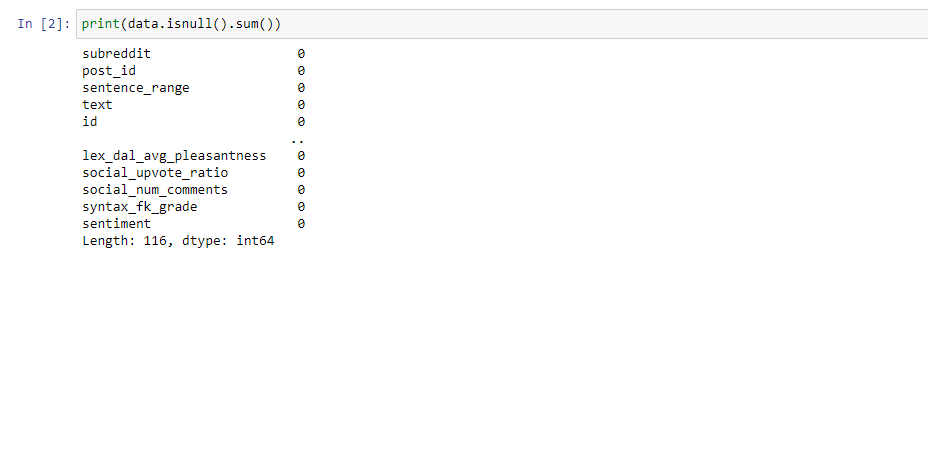 In [2]: print(data.isnull().sum())
subreddit 0
post_id 0
sentence_range 0
text 0
id 0
..
lex_dal_avg_pleasantness 0
social_upvote_ratio 0
social_num_comments 0
syntax_fk_grade 0
sentiment 0
Length: 116, dtype: int64